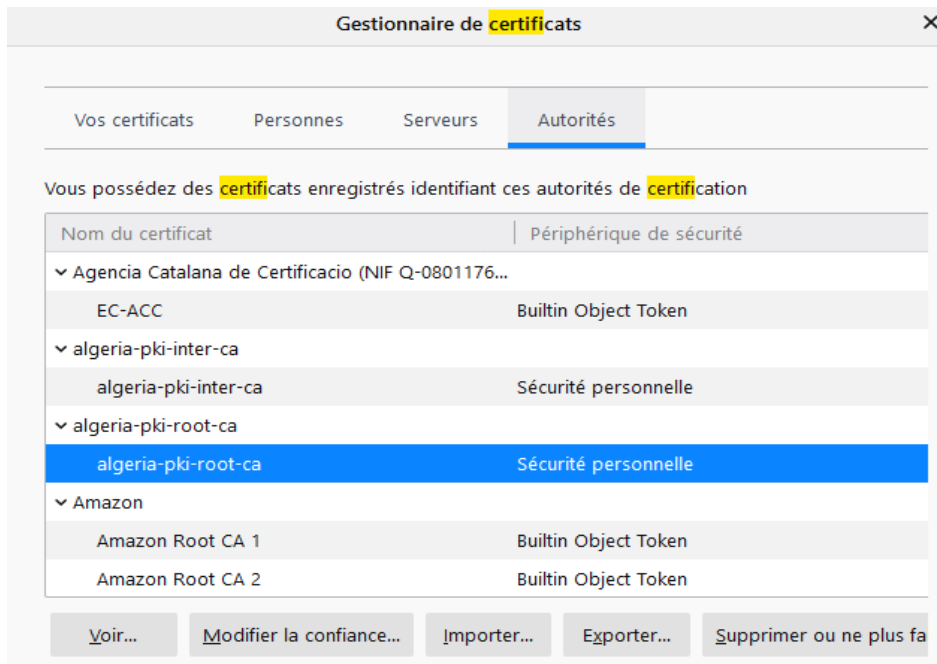 Gestionnaire de certificats
Vos certificats Personnes Serveurs Autorités
Vous possédez des certificats enregistrés identifiant ces autorités de certification
Nom du certificat Périphérique de sécurité
Agencia Catalana de Certificacio (NIF Q-0801176...
EC-ACC Builtin Object Token
algeria-pki-inter-ca
algeria-pki-inter-ca Sécurité personnelle
algeria-pki-root-ca
algeria-pki-root-ca Sécurité personnelle
Amazon
Amazon Root CA 1 Builtin Object Token
Amazon Root CA 2 Builtin Object Token
Voir... Modifier la confiance... Importer... Exporter... Supprimer ou ne plus fa